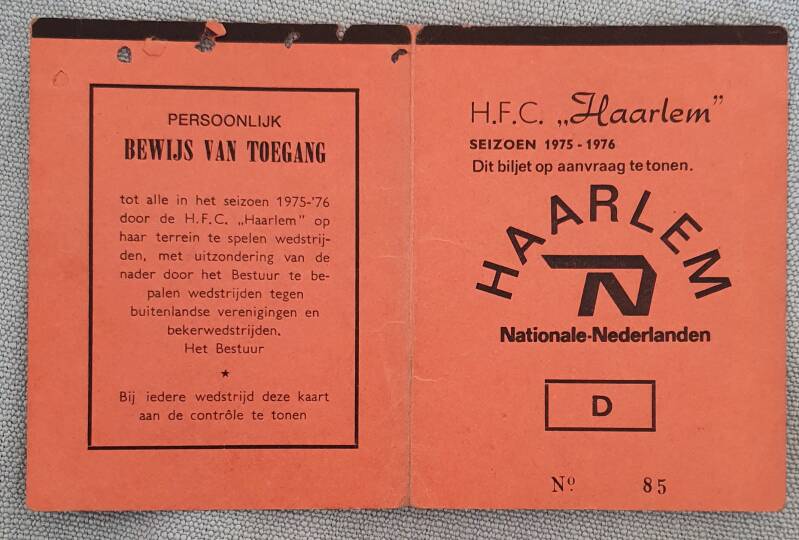 PERSOONLIJK
BEWIJS VAN TOEGANG
tot alle in het seizoen 1975-'76
door de H.F.C. „Haarlem" op
haar terrein te spelen wedstrij-
den, met uitzondering van de
nader door het Bestuur te be-
palen wedstrijden tegen
buitenlandse verenigingen en
bekerwedstrijden.
Het Bestuur
★
Bij iedere wedstrijd deze kaart
aan de contrôle te tonen
H.F.C. „Haarlem"
SEIZOEN 1975-1976
Dit biljet op aanvraag te tonen.
HAARLEM
N
Nationale-Nederlanden
D
Nº 85